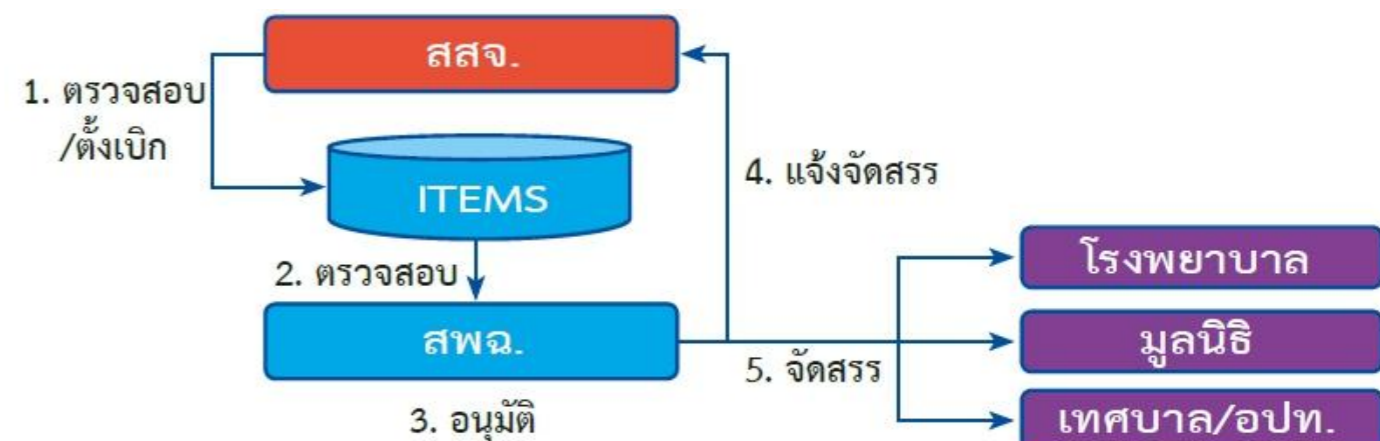 สสจ.
1. ตรวจสอบ
/ตั้งเบิก
ITEMS
4. แจ้งจัดสรร
2. ตรวจสอบ
โรงพยาบาล
สพฉ.
มูลนิธิ
5. จัดสรร
3. อนุมัติ
เทศบาล/อปท.